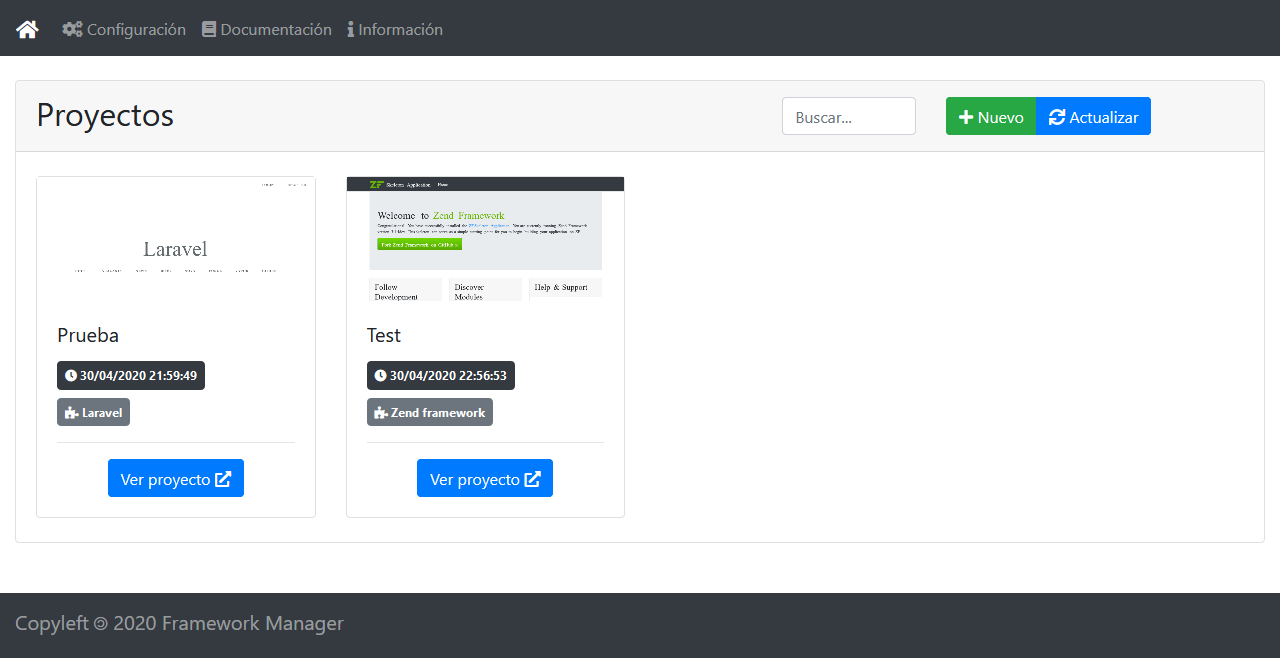 Configuración Documentación Información
Proyectos
Buscar...
Nuevo Actualizar
Laravel
Prueba
30/04/2020 21:59:49
Laravel
Ver proyecto
ZF Skeleton Application Home
Welcome to Zend Framework
Fork Zend Framework on GitHub »
Follow
Development
Discover
Modules
Help & Support
Test
30/04/2020 22:56:53
Zend framework
Ver proyecto
Copyleft 🄯 2020 Framework Manager